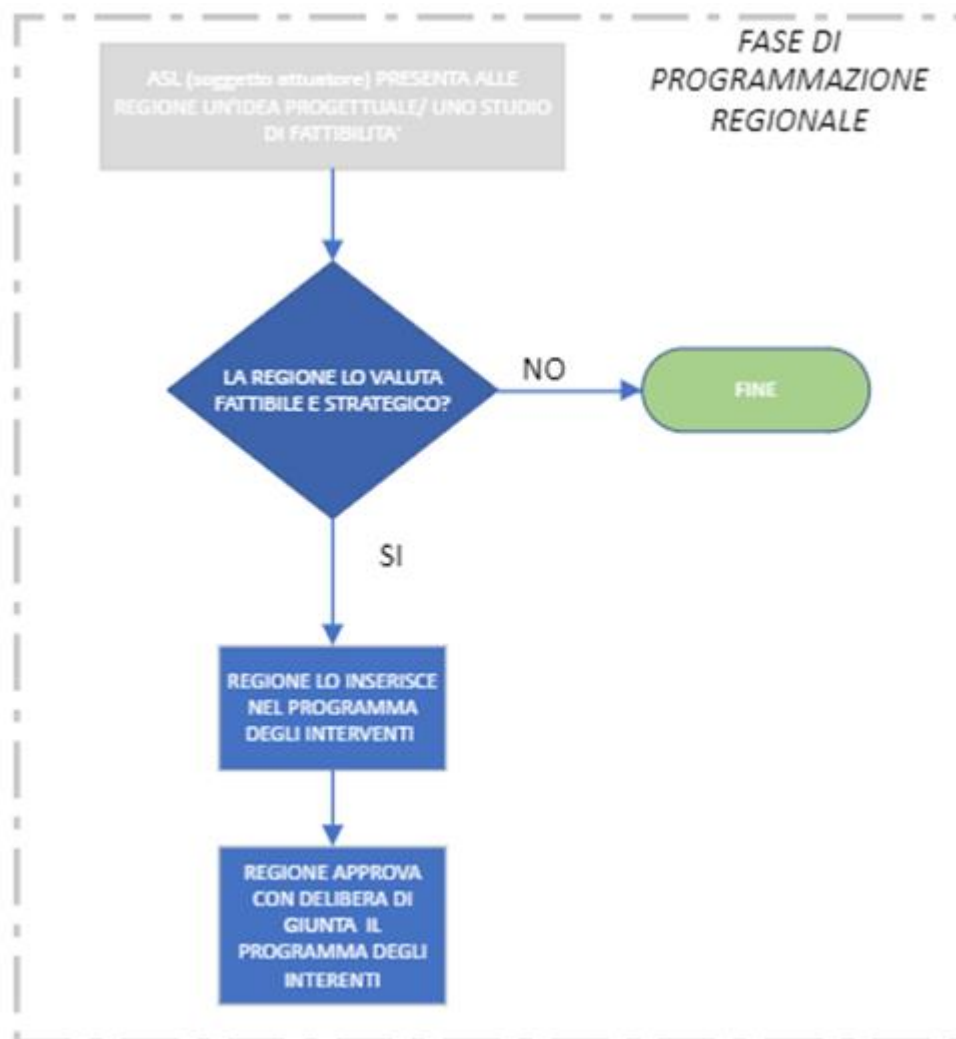 FASE DI
PROGRAMMAZIONE
REGIONALE
ASL (soggetto attuatore) PRESENTA ALLE
REGIONE UN'IDEA PROGETTUALE/ UNO STUDIO
DI FATTIBILITA'
LA REGIONE LO VALUTA
FATTIBILE E STRATEGICO?
NO
FINE
SI
REGIONE LO INSERISCE
NEL PROGRAMMA
DEGLI INTERVENTI
REGIONE APPROVA
CON DELIBERA DI
GIUNTA IL
PROGRAMMA DEGLI
INTERENTI